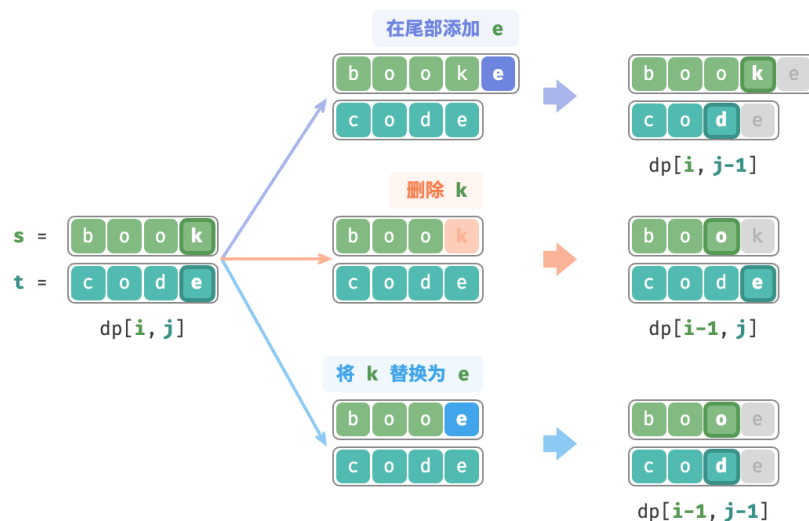 在尾部添加 e
b o o k e
c o d e
b o o k e
c o d e
dp[i, j-1]
删除 k
s = b o o k
t = c o d e
dp[i, j]
b o o k
c o d e
b o o k
c o d e
dp[i-1, j]
将 k 替换为 e
b o o e
c o d e
b o o e
c o d e
dp[i-1, j-1]